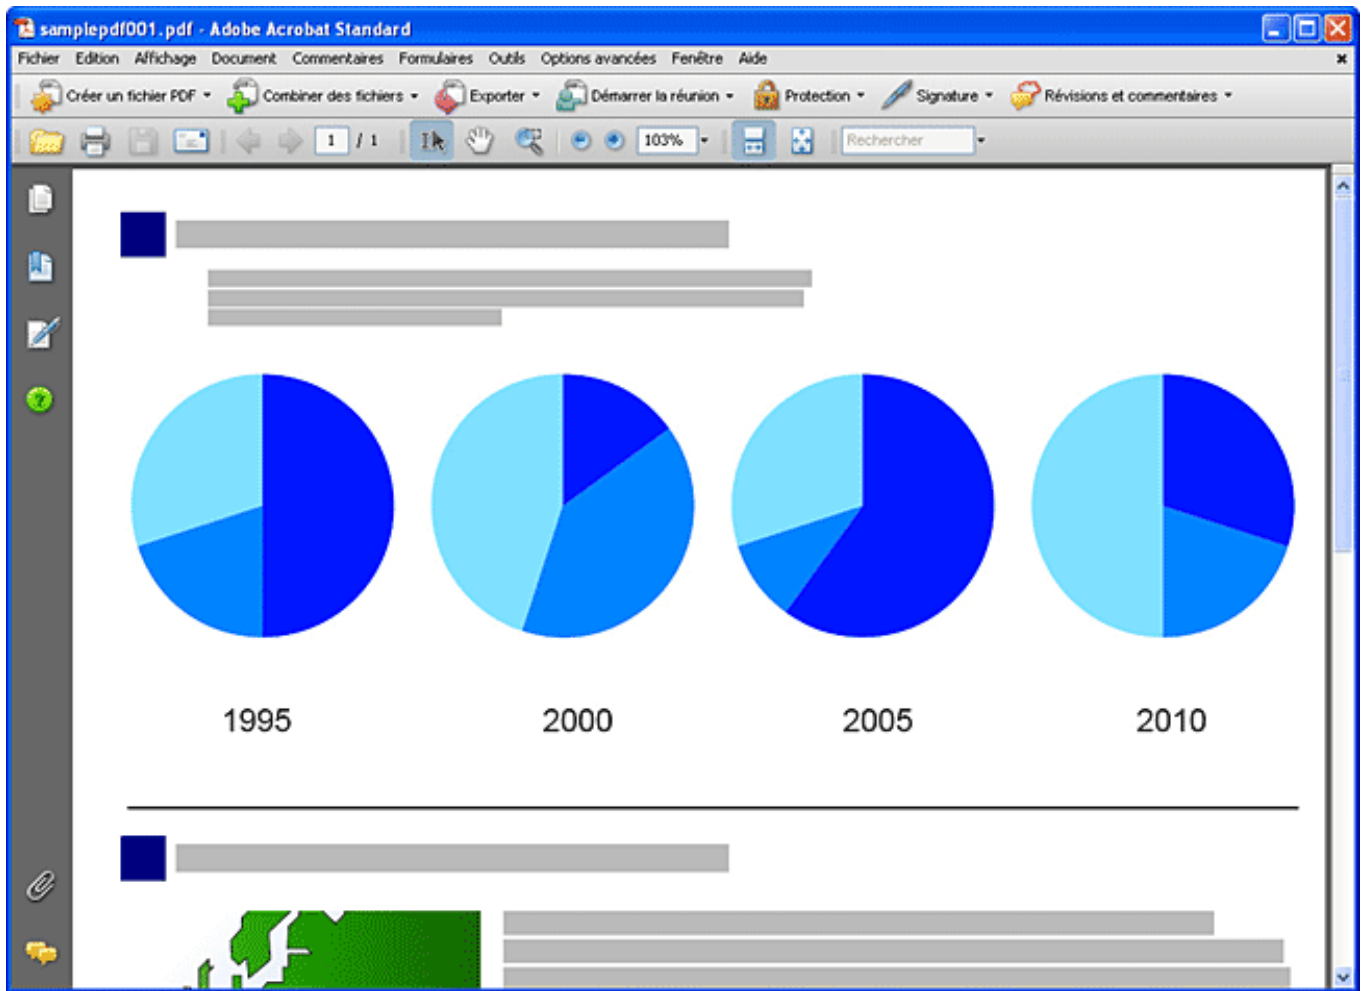 samplepdf001.pdf - Adobe Acrobat Standard
Fichier Edition Affichage Document Commentaires Formulaires Outils Options avancées Fenêtre Aide
Créer un fichier PDF Combiner des fichiers Exporter Démarrer la réunion Protection Signature Révisions et commentaires
1 / 1 103% Rechercher
1995 2000 2005 2010